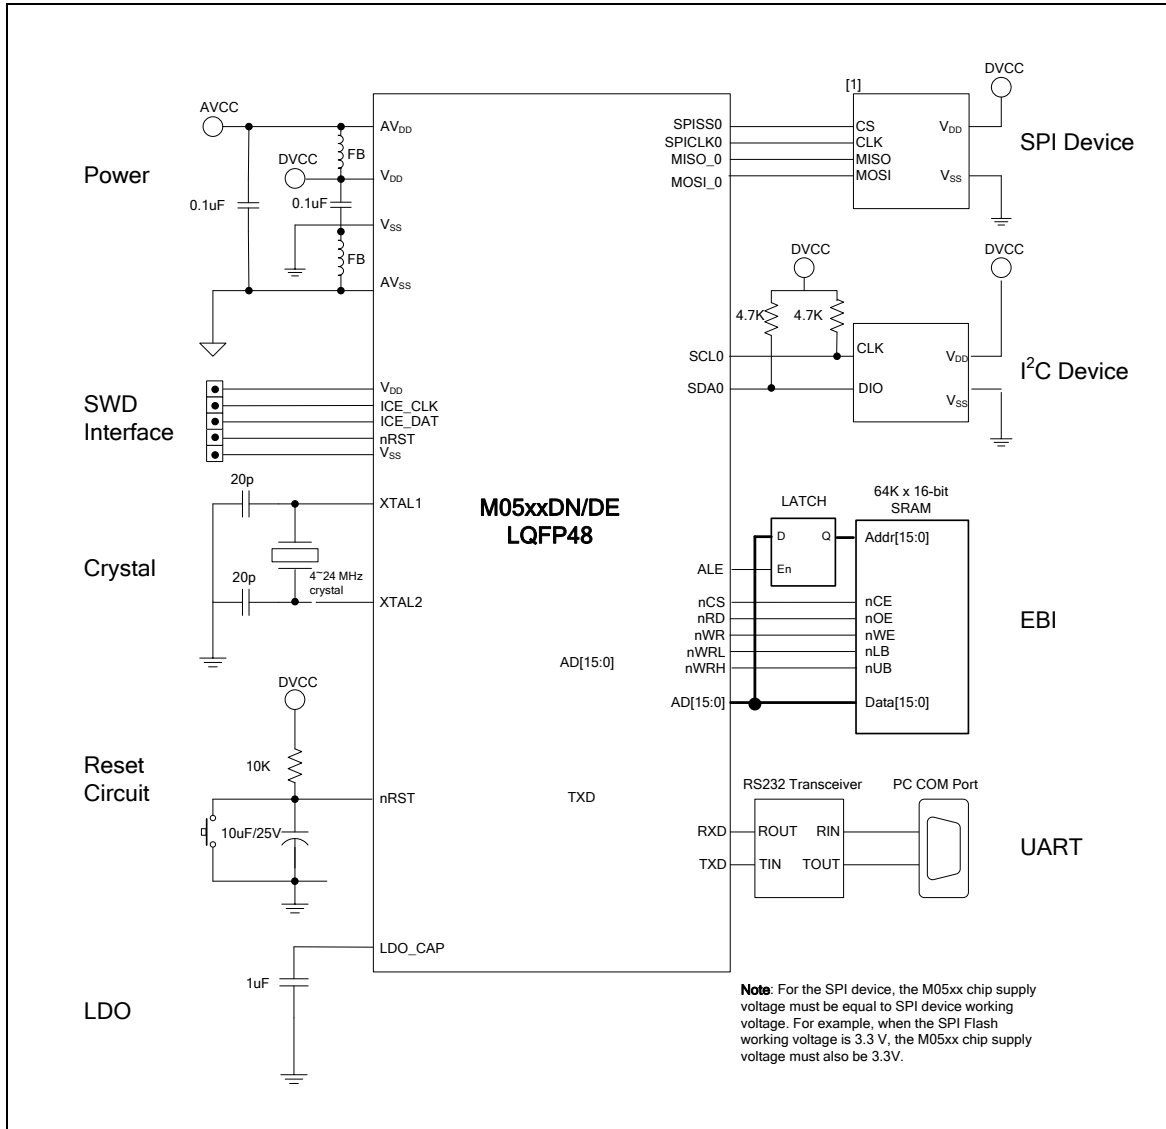 Power
AVCC
DVCC
FB
0.1uF
0.1uF
FB
AVDD
VDD
VSS
AVSS
SWD
Interface
VDD
ICE_CLK
ICE_DAT
nRST
VSS
Crystal
20p
20p
4~24 MHz
crystal
XTAL1
XTAL2
Reset
Circuit
DVCC
10K
10uF/25V
nRST
LDO
1uF
LDO_CAP
M05xxDN/DE
LQFP48
AD[15:0]
TXD
SPISS0
SPICLK0
MISO_0
MOSI_0
[1]
CS
CLK
MISO
MOSI
VDD
VSS
DVCC
SPI Device
DVCC
4.7K
4.7K
SCL0
SDA0
CLK
DIO
VDD
VSS
DVCC
I2C Device
LATCH
D
Q
En
64K x 16-bit
SRAM
Addr[15:0]
ALE
nCS
nRD
nWR
nWRL
nWRH
AD[15:0]
nCE
nOE
nWE
nLB
nUB
Data[15:0]
EBI
RS232 Transceiver
PC COM Port
RXD
TXD
ROUT
RIN
TIN
TOUT
UART
Note: For the SPI device, the M05xx chip supply
voltage must be equal to SPI device working
voltage. For example, when the SPI Flash
working voltage is 3.3 V, the M05xx chip supply
voltage must also be 3.3V.